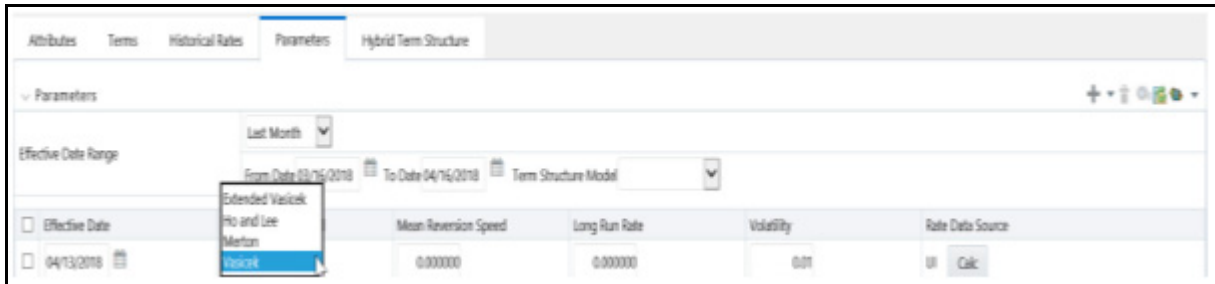 Attributes Terms Historical Rates Parameters Hybrid Term Structure
Parameters
Last Month
Effective Date Range
From Date 03/16/2018 To Date 04/16/2018 Term Structure Model
Extended Vasicek
Effective Date Ho and Lee Mean Reversion Speed Long Run Rate Volatility Rate Data Source
Merton
04/13/2018 Vasicek 0.000000 0.000000 0.01 UI Calc